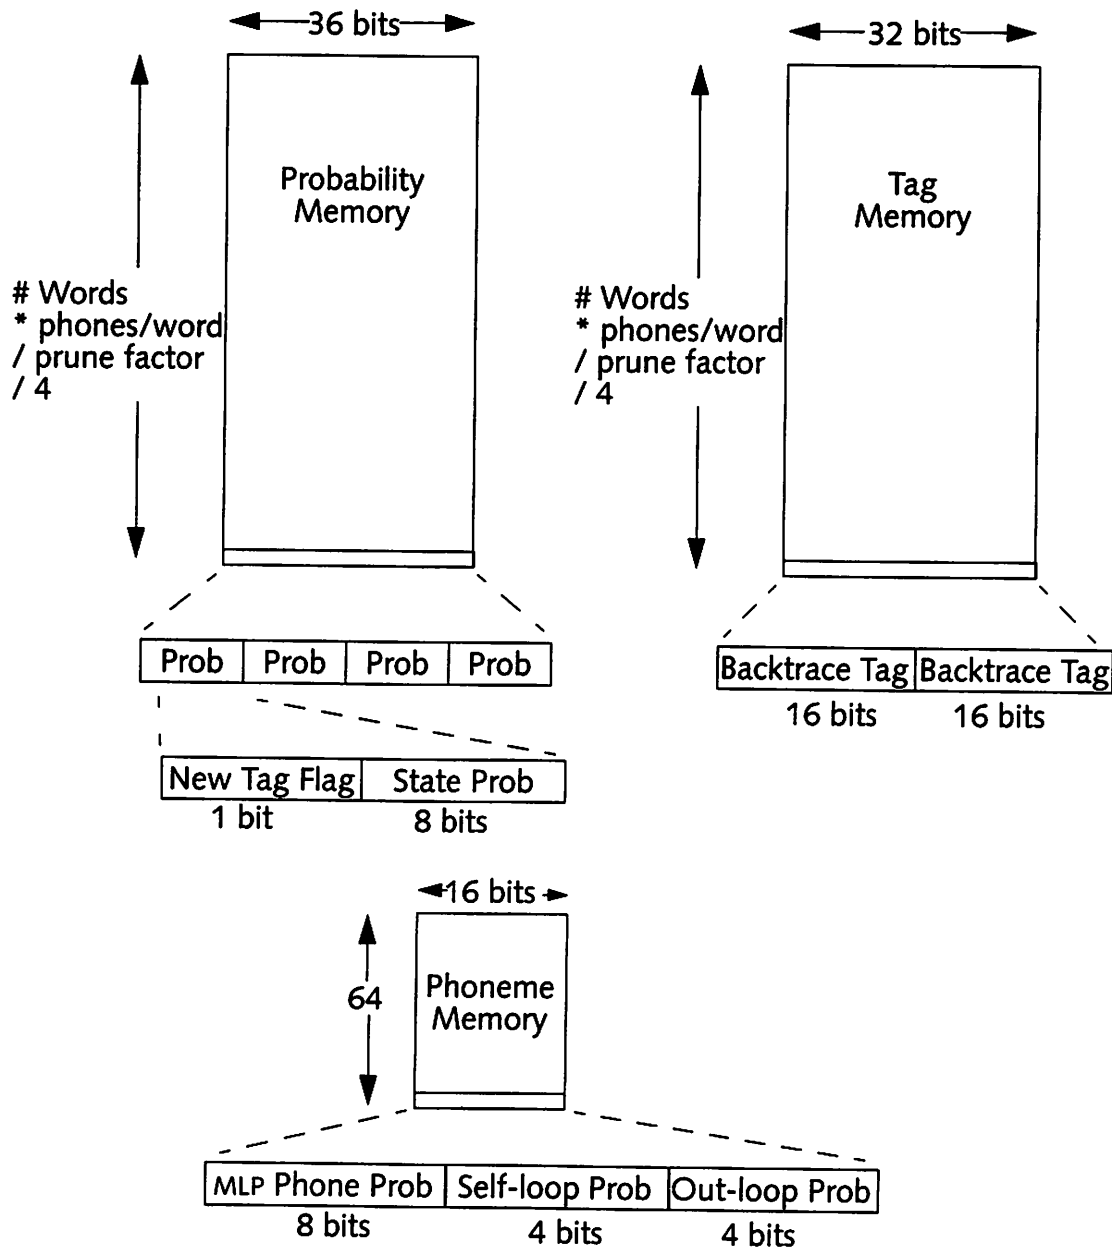 36 bits
Probability
Memory
# Words
* phones/word
/ prune factor
/ 4
Prob Prob Prob Prob
New Tag Flag State Prob
1 bit 8 bits
32 bits
Tag
Memory
# Words
* phones/word
/ prune factor
/ 4
Backtrace Tag Backtrace Tag
16 bits 16 bits
16 bits
64
Phoneme
Memory
MLP Phone Prob Self-loop Prob Out-loop Prob
8 bits 4 bits 4 bits